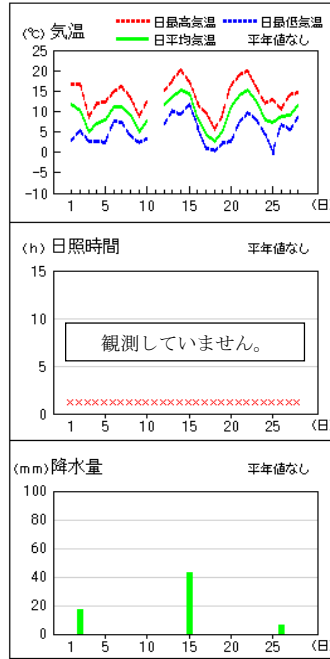 日最高気温 日最低気温
(℃) 気温 日平均気温 平年値なし
25
20
15
10
5
0
−5
−10
1 5 10 15 20 25 (日
(h) 日照時間 平年値なし
15
10
観測していません。
5
0
1 5 10 15 20 25 (日
(mm) 降水量 平年値なし
100
80
60
40
20
0
1 5 10 15 20 25 (日